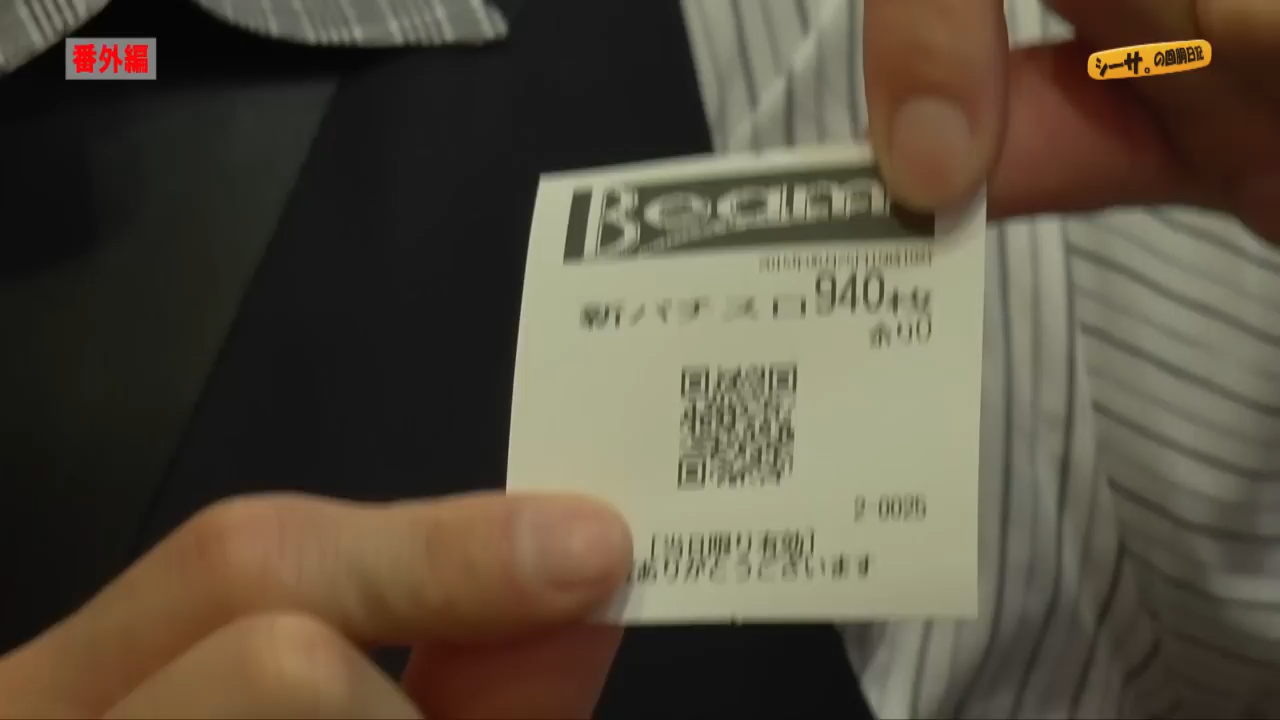 番外編
シーサ。の回胴日記
Beam
新パチスロ940枚
余り0
2-0025
[当日限り有効]
ありがとうございます